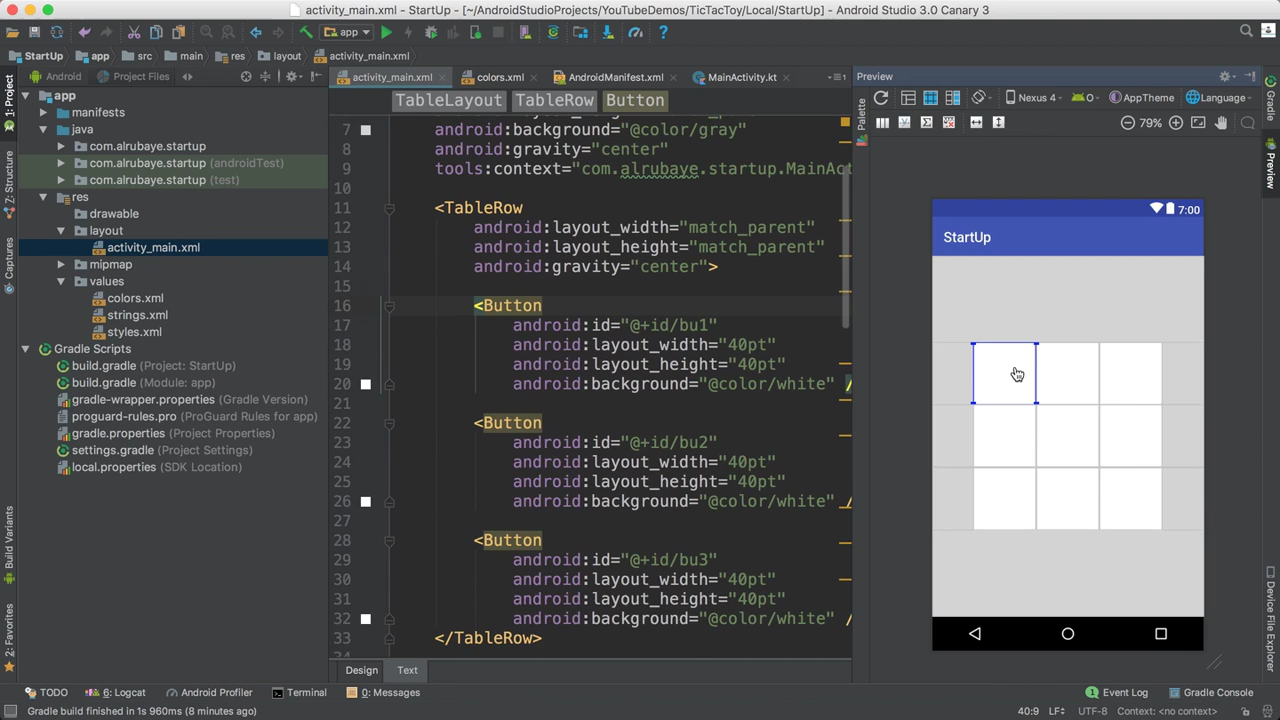 activity_main.xml - StartUp - [~/AndroidStudioProjects/YouTubeDemos/TicTacToy/Local/StartUp] - Android Studio 3.0 Canary 3
app
StartUp app src main res layout activity_main.xml
Android Project Files
activity_main.xml colors.xml AndroidManifest.xml MainActivity.kt
Preview
TableLayout TableRow Button
Nexus 4 AppTheme Language
79%
1: Project
Z: Structure
Captures
Build Variants
2: Favorites
app
manifests
java
com.alrubaye.startup
com.alrubaye.startup (androidTest)
com.alrubaye.startup (test)
res
drawable
layout
activity_main.xml
mipmap
values
colors.xml
strings.xml
styles.xml
Gradle Scripts
build.gradle (Project: StartUp)
build.gradle (Module: app)
gradle-wrapper.properties (Gradle Version)
proguard-rules.pro (ProGuard Rules for app)
gradle.properties (Project Properties)
settings.gradle (Project Settings)
local.properties (SDK Location)
7 android:background="@color/gray"
8 android:gravity="center"
9 tools:context="com.alrubaye.startup.MainAc
10
11 <TableRow
12 android:layout_width="match_parent"
13 android:layout_height="match_parent"
14 android:gravity="center">
15
16 <Button
17 android:id="@+id/bu1"
18 android:layout_width="40pt"
19 android:layout_height="40pt"
20 android:background="@color/white" /
21
22 <Button
23 android:id="@+id/bu2"
24 android:layout_width="40pt"
25 android:layout_height="40pt"
26 android:background="@color/white" /
27
28 <Button
29 android:id="@+id/bu3"
30 android:layout_width="40pt"
31 android:layout_height="40pt"
32 android:background="@color/white" /
33 </TableRow>
Design Text
Palette
7:00
StartUp
Gradle
Preview
Device File Explorer
TODO 6: Logcat Android Profiler Terminal 0: Messages Event Log Gradle Console
Gradle build finished in 1s 960ms (8 minutes ago) 40:9 LF UTF-8 Context: <no context>